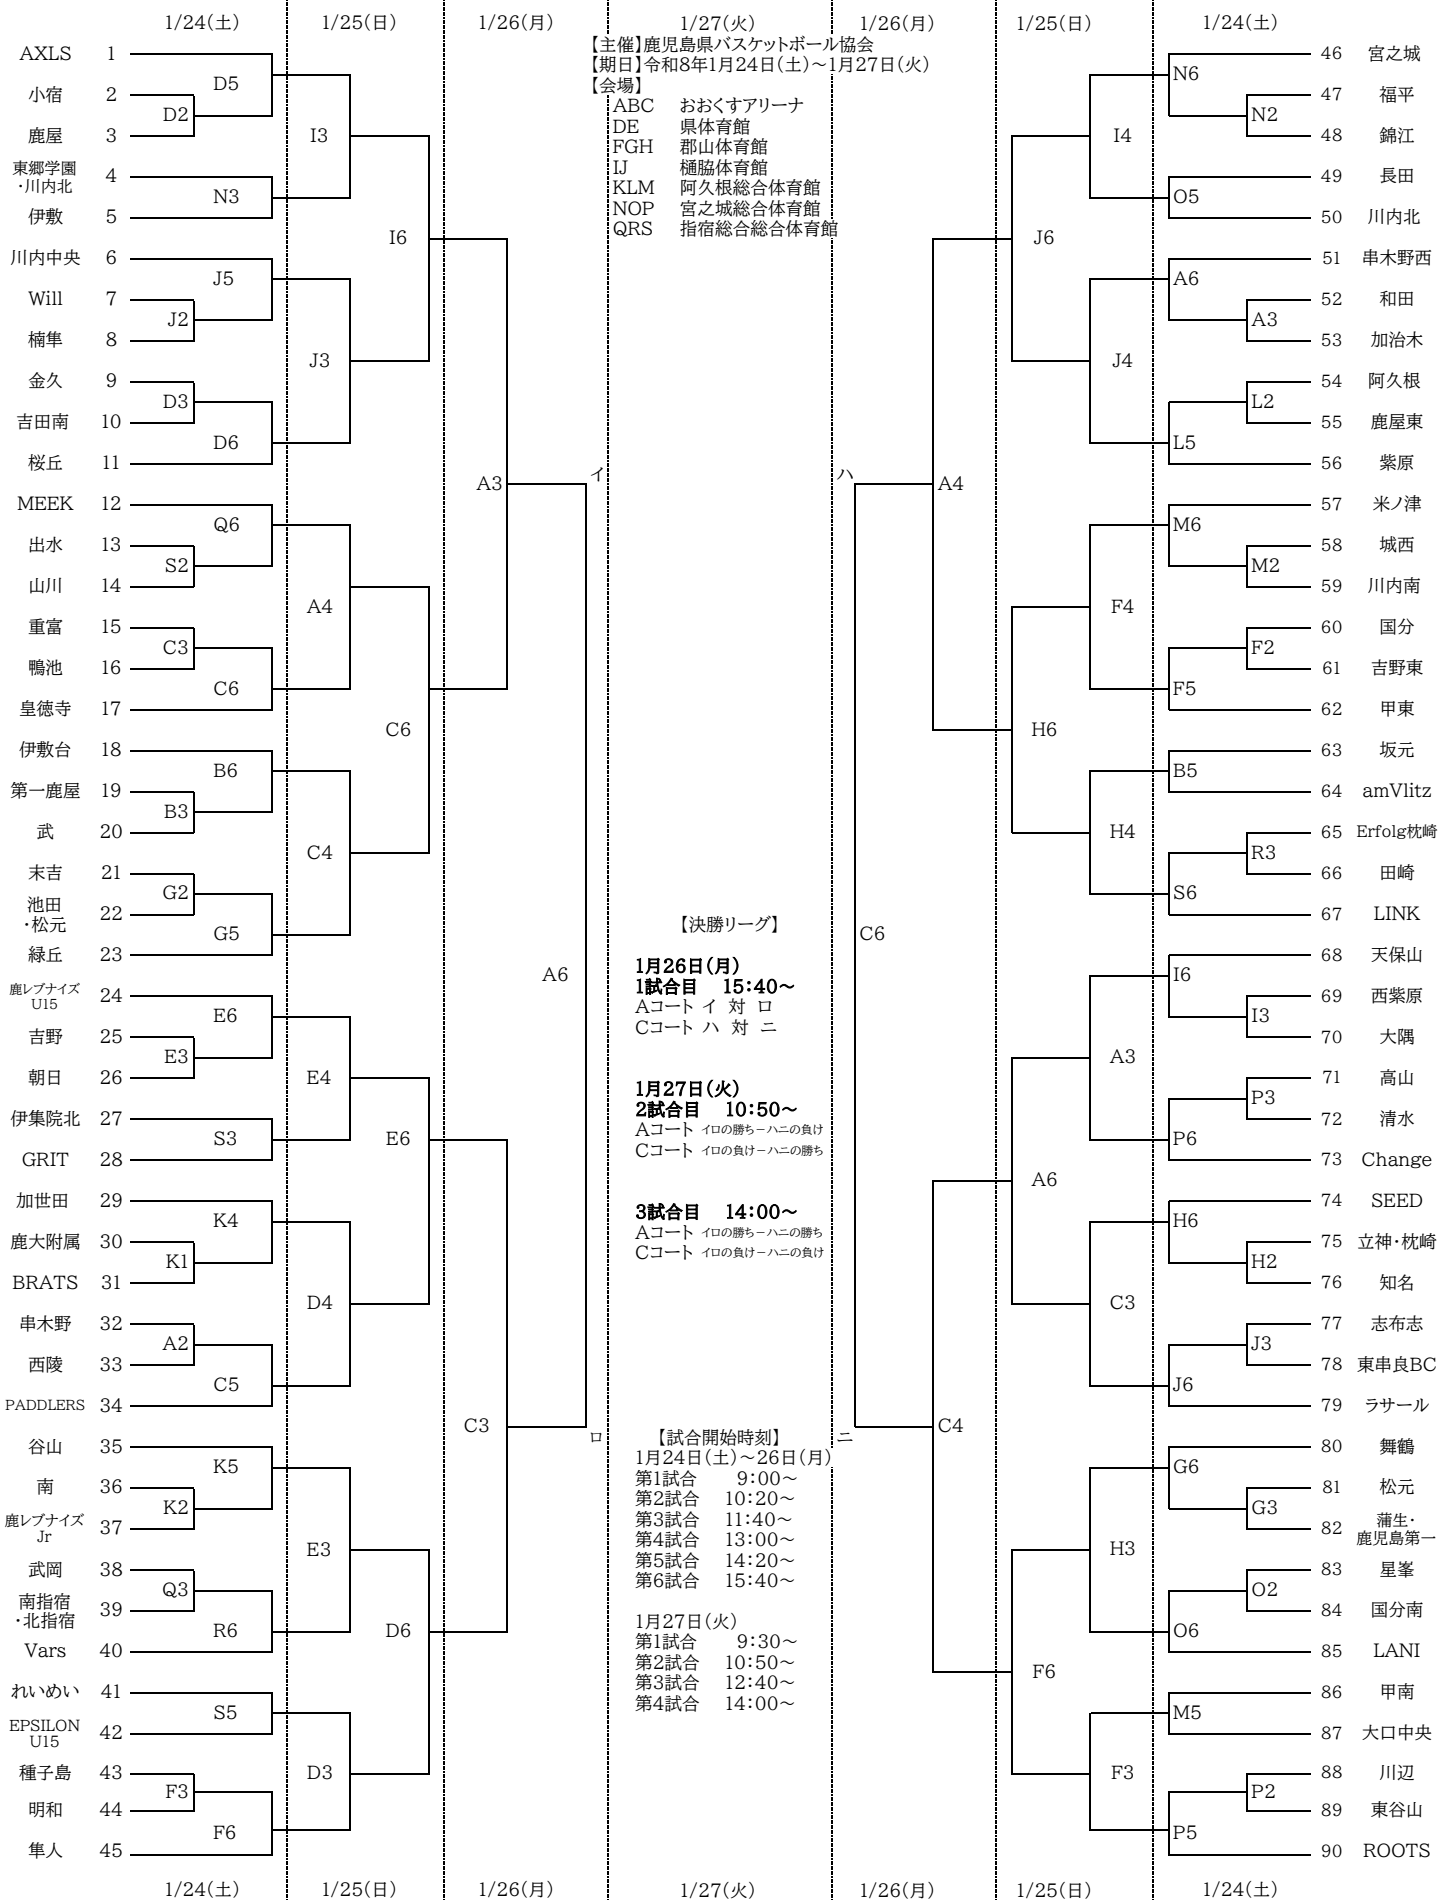 1/24(土) 1/25(日) 1/26(月) 1/27(火) 1/26(月) 1/25(日) 1/24(土)
【主催】鹿児島県バスケットボール協会
【期日】令和8年1月24日(土)～1月27日(火)
【会場】
ABC おおくすアリーナ
DE 県体育館
FGH 郡山体育館
IJ 樋脇体育館
KLM 阿久根総合体育館
NOP 宮之城総合体育館
QRS 指宿総合総合体育館
AXLS 1
小宿 2
鹿屋 3
東郷学園
・川内北 4
伊敷 5
川内中央 6
Will 7
楠隼 8
金久 9
吉田南 10
桜丘 11
MEEK 12
出水 13
山川 14
重富 15
鴨池 16
皇徳寺 17
伊敷台 18
第一鹿屋 19
武 20
末吉 21
池田
・松元 22
緑丘 23
鹿レブナイズ
U15 24
吉野 25
朝日 26
伊集院北 27
GRIT 28
加世田 29
鹿大附属 30
BRATS 31
串木野 32
西陵 33
PADDLERS 34
谷山 35
南 36
鹿レブナイズ
Jr 37
武岡 38
南指宿
・北指宿 39
Vars 40
れいめい 41
EPSILON
U15 42
種子島 43
明和 44
隼人 45
D5
D2
N3
J5
J2
D3
D6
Q6
S2
C3
C6
B6
B3
G2
G5
E6
E3
S3
K4
K1
A2
C5
K5
K2
Q3
R6
S5
F3
F6
I3
J3
A4
C4
E4
D4
E3
D3
I6
C6
E6
D6
A3
C3
A6
イ
ロ
【決勝リーグ】
1月26日(月)
1試合目 15:40～
Aコート イ 対 ロ
Cコート ハ 対 ニ
1月27日(火)
2試合目 10:50～
Aコート イロの勝ち－ハニの負け
Cコート イロの負け－ハニの勝ち
3試合目 14:00～
Aコート イロの勝ち－ハニの勝ち
Cコート イロの負け－ハニの負け
【試合開始時刻】
1月24日(土)～26日(月)
第1試合 9:00～
第2試合 10:20～
第3試合 11:40～
第4試合 13:00～
第5試合 14:20～
第6試合 15:40～
1月27日(火)
第1試合 9:30～
第2試合 10:50～
第3試合 12:40～
第4試合 14:00～
ハ
ニ
C6
A4
C4
J6
H6
A6
F6
I4
J4
F4
H4
A3
C3
H3
F3
N6
N2
O5
A6
A3
L2
L5
M6
M2
F2
F5
B5
R3
S6
I6
I3
P3
P6
H6
H2
J3
J6
G6
G3
O2
O6
M5
P2
P5
46 宮之城
47 福平
48 錦江
49 長田
50 川内北
51 串木野西
52 和田
53 加治木
54 阿久根
55 鹿屋東
56 紫原
57 米ノ津
58 城西
59 川内南
60 国分
61 吉野東
62 甲東
63 坂元
64 amVlitz
65 Erfolg枕崎
66 田崎
67 LINK
68 天保山
69 西紫原
70 大隅
71 高山
72 清水
73 Change
74 SEED
75 立神・枕崎
76 知名
77 志布志
78 東串良BC
79 ラサール
80 舞鶴
81 松元
82 蒲生・
鹿児島第一
83 星峯
84 国分南
85 LANI
86 甲南
87 大口中央
88 川辺
89 東谷山
90 ROOTS
1/24(土) 1/25(日) 1/26(月) 1/27(火) 1/26(月) 1/25(日) 1/24(土)